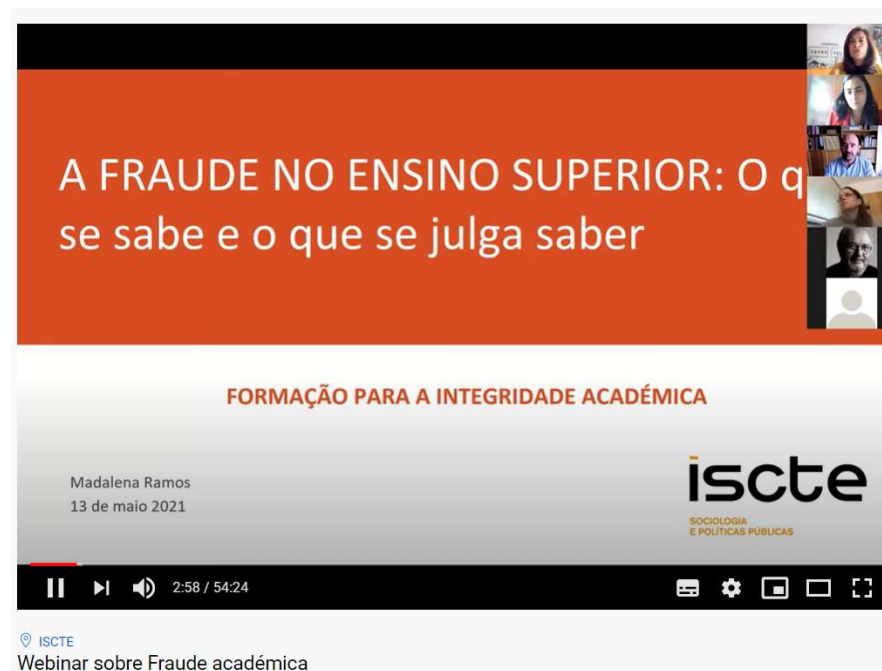 A FRAUDE NO ENSINO SUPERIOR: O q
se sabe e o que se julga saber
FORMAÇÃO PARA A INTEGRIDADE ACADÉMICA
Madalena Ramos
13 de maio 2021
iscte
SOCIOLOGIA
E POLÍTICAS PÚBLICAS
2:58 / 54:24
ISCTE
Webinar sobre Fraude académica